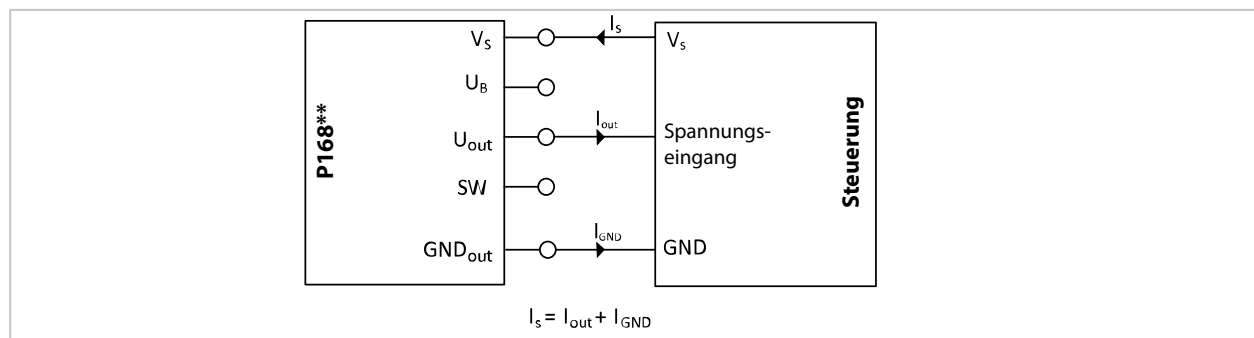 P168**
V_S
U_B
U_out
SW
GND_out
I_s
I_out
I_GND
V_s
Spannungs-
eingang
GND
Steuerung
I_s = I_out + I_GND